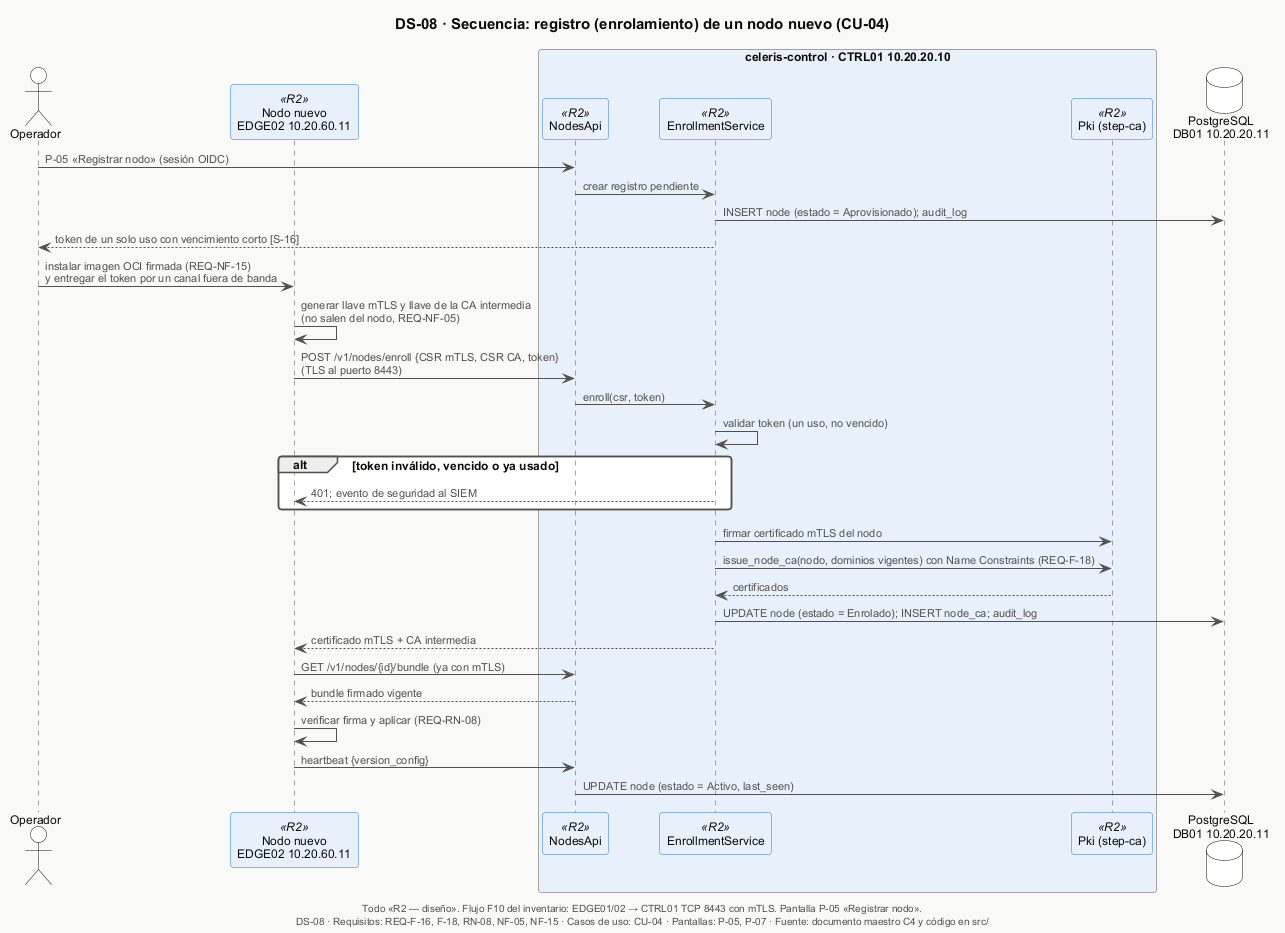 DS-08 · Secuencia: registro (enrolamiento) de un nodo nuevo (CU-04)
celeris-control · CTRL01 10.20.20.10
Operador
«R2»
Nodo nuevo
EDGE02 10.20.60.11
«R2»
NodesApi
«R2»
EnrollmentService
«R2»
Pki (step-ca)
PostgreSQL
DB01 10.20.20.11
P-05 «Registrar nodo» (sesión OIDC)
crear registro pendiente
INSERT node (estado = Aprovisionado); audit_log
token de un solo uso con vencimiento corto [S-16]
instalar imagen OCI firmada (REQ-NF-15)
y entregar el token por un canal fuera de banda
generar llave mTLS y llave de la CA intermedia
(no salen del nodo, REQ-NF-05)
POST /v1/nodes/enroll {CSR mTLS, CSR CA, token}
(TLS al puerto 8443)
enroll(csr, token)
validar token (un uso, no vencido)
alt
[token inválido, vencido o ya usado]
401; evento de seguridad al SIEM
firmar certificado mTLS del nodo
issue_node_ca(nodo, dominios vigentes) con Name Constraints (REQ-F-18)
certificados
UPDATE node (estado = Enrolado); INSERT node_ca; audit_log
certificado mTLS + CA intermedia
GET /v1/nodes/{id}/bundle (ya con mTLS)
bundle firmado vigente
verificar firma y aplicar (REQ-RN-08)
heartbeat {version_config}
UPDATE node (estado = Activo, last_seen)
Operador
«R2»
Nodo nuevo
EDGE02 10.20.60.11
«R2»
NodesApi
«R2»
EnrollmentService
«R2»
Pki (step-ca)
PostgreSQL
DB01 10.20.20.11
Todo «R2 — diseño». Flujo F10 del inventario: EDGE01/02 → CTRL01 TCP 8443 con mTLS. Pantalla P-05 «Registrar nodo».
DS-08 · Requisitos: REQ-F-16, F-18, RN-08, NF-05, NF-15 · Casos de uso: CU-04 · Pantallas: P-05, P-07 · Fuente: documento maestro C4 y código en src/